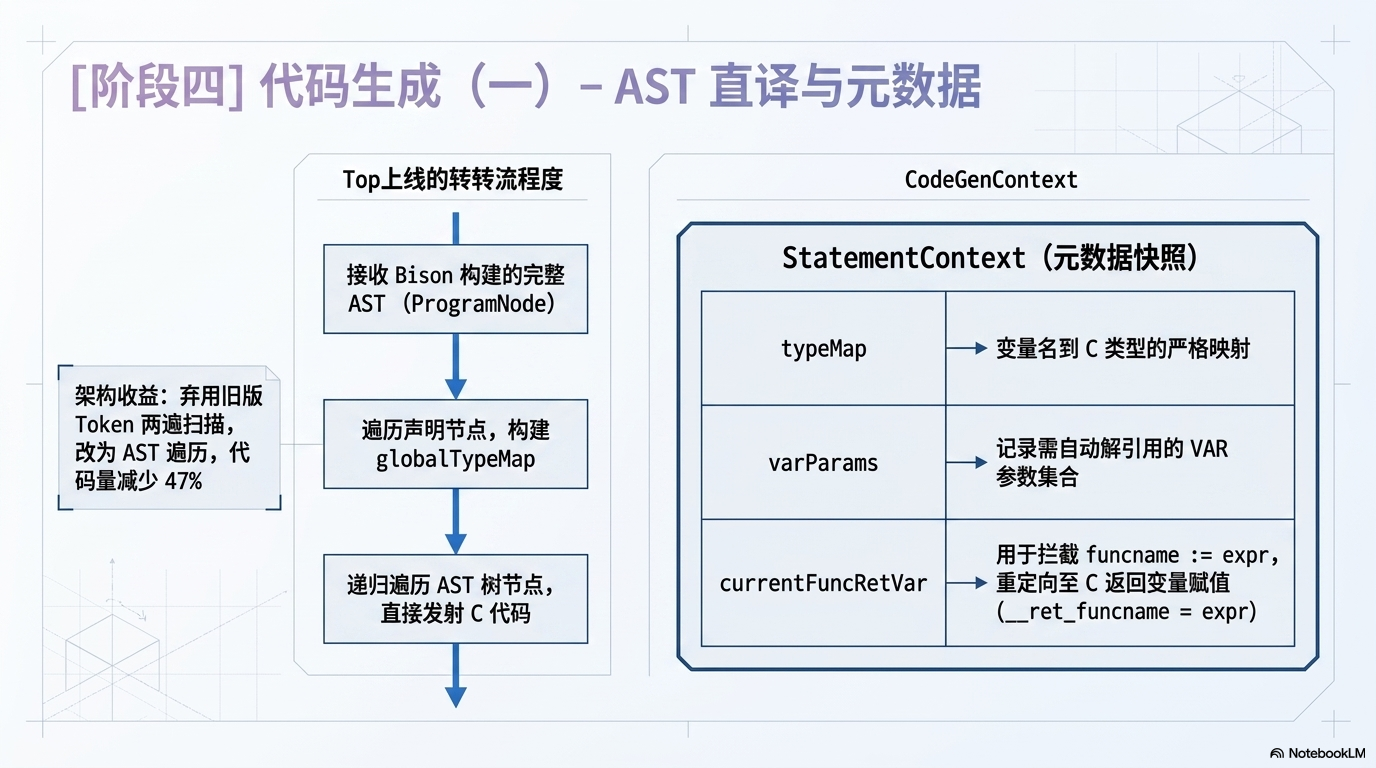 [阶段四] 代码生成（一）– AST 直译与元数据
Top上线的转转流程度
接收 Bison 构建的完整
AST （ProgramNode）
遍历声明节点，构建
globalTypeMap
递归遍历 AST 树节点，
直接发射 C 代码
架构收益：弃用旧版
Token 两遍扫描，
改为 AST 遍历，代
码量减少 47%
CodeGenContext
StatementContext（元数据快照）
typeMap
变量名到 C 类型的严格映射
varParams
记录需自动解引用的 VAR
参数集合
currentFuncRetVar
用于拦截 funcname := expr，
重定向至 C 返回变量赋值
(__ret_funcname = expr)
NotebookLM